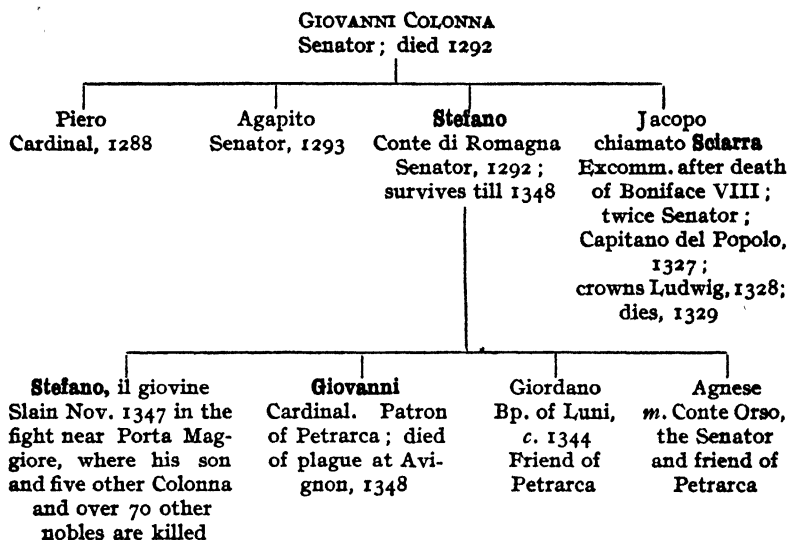 GIOVANNI COLONNA
Senator; died 1292
Piero
Cardinal, 1288
Agapito
Senator, 1293
Stefano
Conte di Romagna
Senator, 1292;
survives till 1348
Jacopo
chiamato Sciarra
Excomm. after death
of Boniface VIII;
twice Senator;
Capitano del Popolo,
1327;
crowns Ludwig, 1328;
dies, 1329
Stefano, il giovine
Slain Nov. 1347 in the
fight near Porta Mag-
giore, where his son
and five other Colonna
and over 70 other
nobles are killed
Giovanni
Cardinal. Patron
of Petrarca; died
of plague at Avi-
gnon, 1348
Giordano
Bp. of Luni,
c. 1344
Friend of
Petrarca
Agnese
m. Conte Orso,
the Senator
and friend of
Petrarca